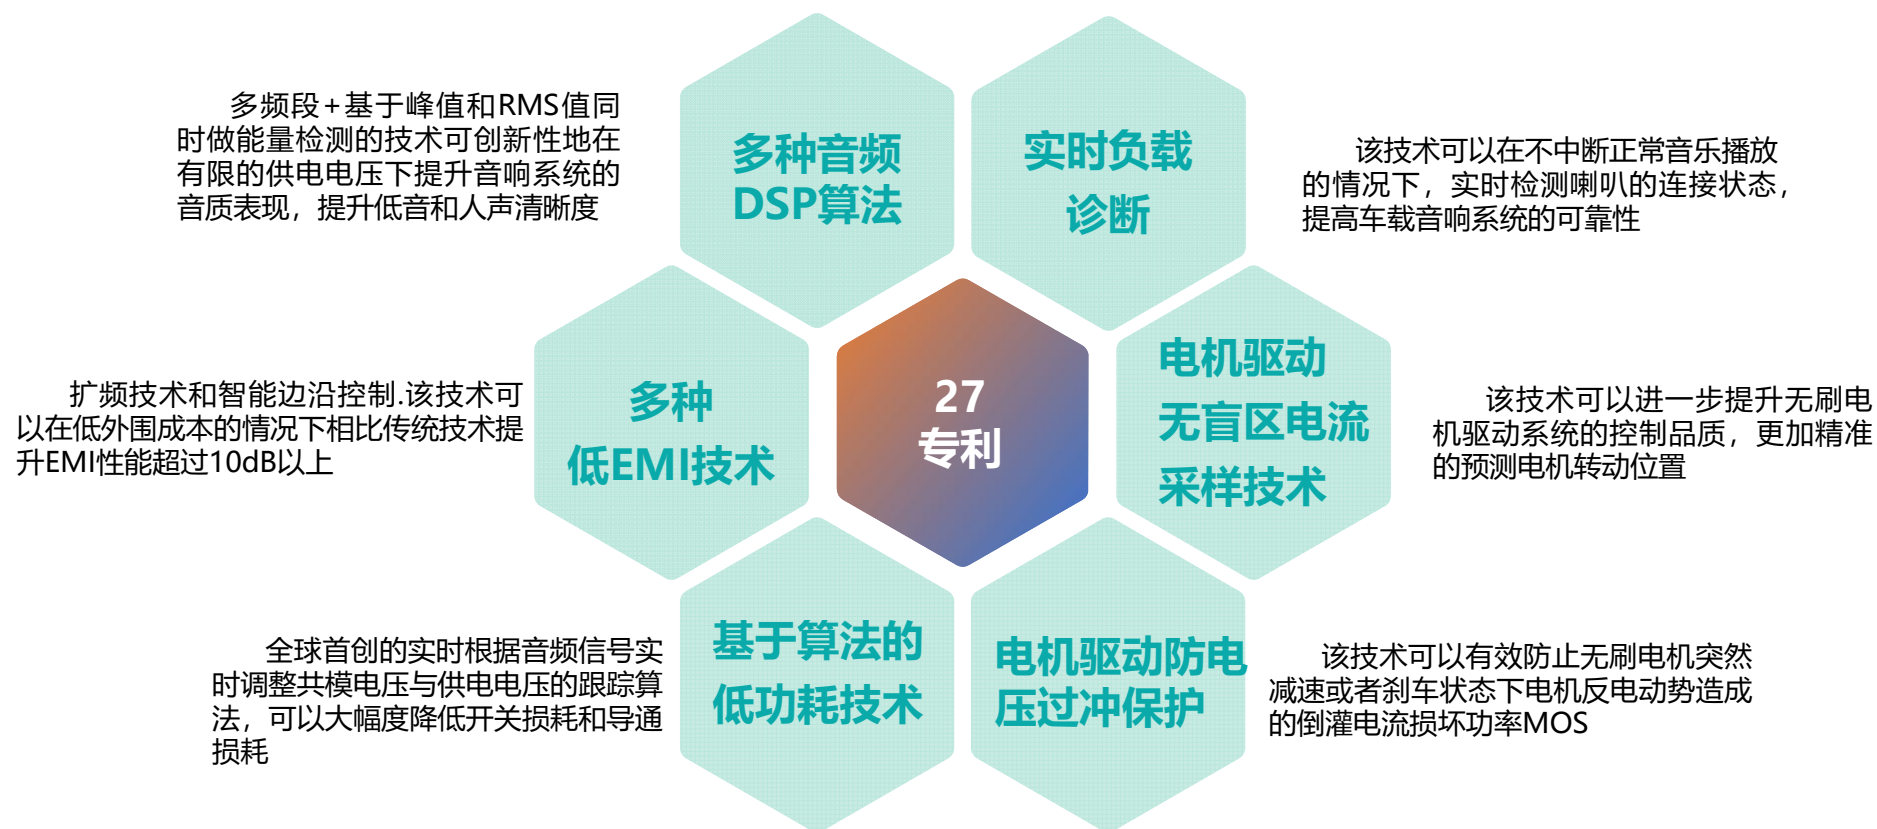 多频段+基于峰值和RMS值同
时做能量检测的技术可创新性地在
有限的供电电压下提升音响系统的
音质表现，提升低音和人声清晰度
多种音频
DSP算法
实时负载
诊断
该技术可以在不中断正常音乐播放
的情况下，实时检测喇叭的连接状态，
提高车载音响系统的可靠性
扩频技术和智能边沿控制.该技术可
以在低外围成本的情况下相比传统技术提
升EMI性能超过10dB以上
多种
低EMI技术
27
专利
电机驱动
无盲区电流
采样技术
该技术可以进一步提升无刷电
机驱动系统的控制品质，更加精准
的预测电机转动位置
全球首创的实时根据音频信号实
时调整共模电压与供电电压的跟踪算
法，可以大幅度降低开关损耗和导通
损耗
基于算法的
低功耗技术
电机驱动防电
压过冲保护
该技术可以有效防止无刷电机突然
减速或者刹车状态下电机反电动势造成
的倒灌电流损坏功率MOS